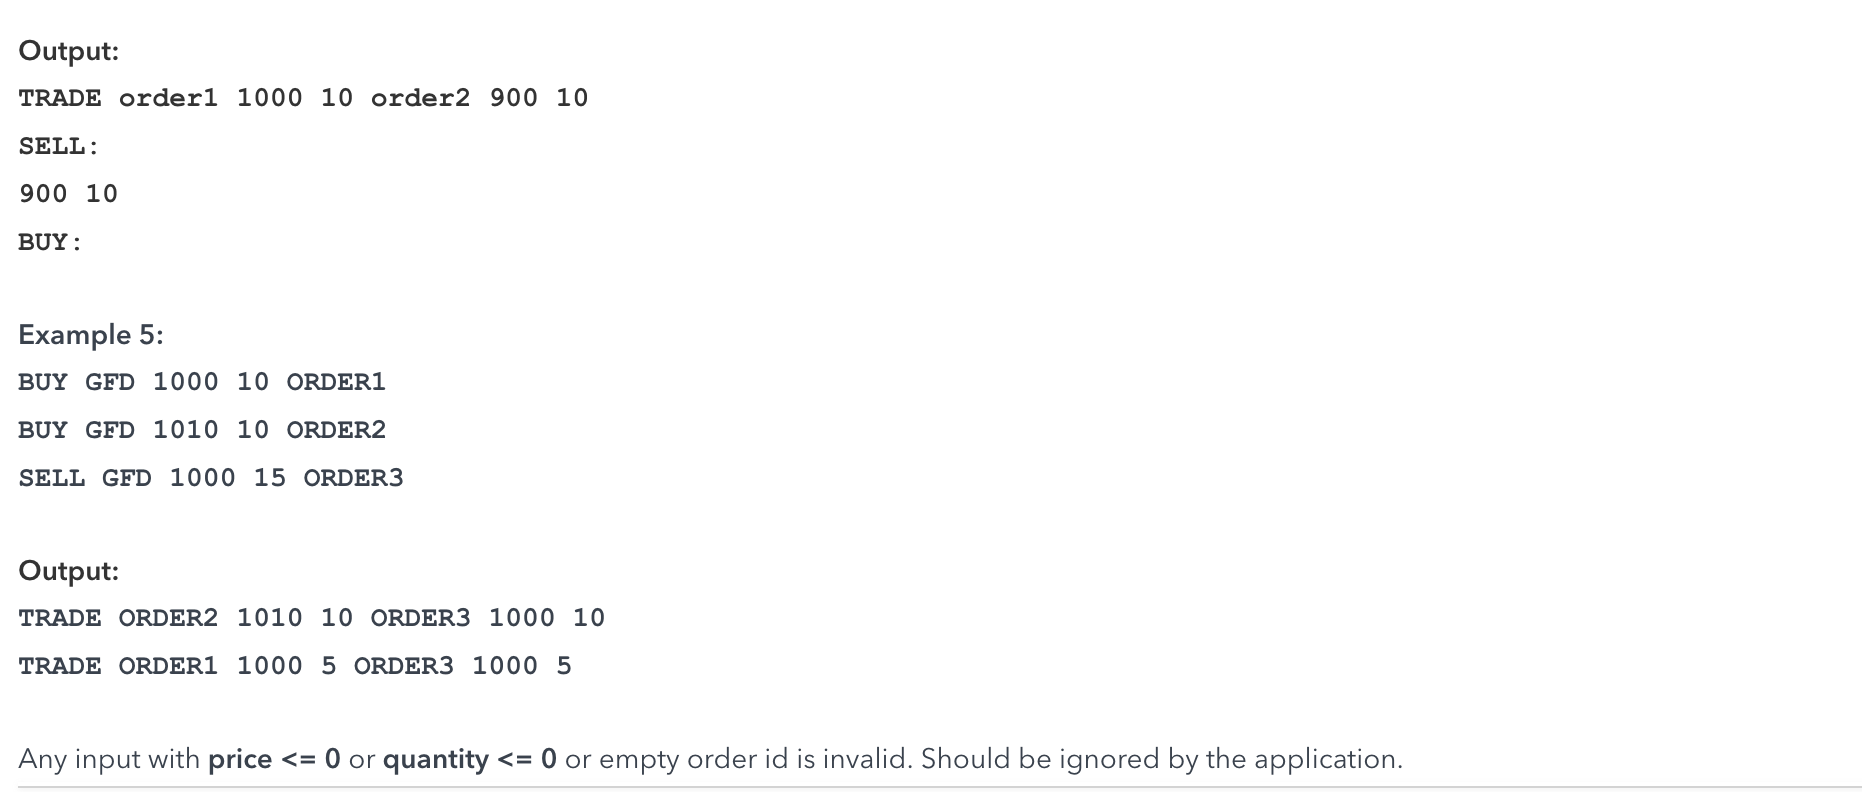 Output:
TRADE order1 1000 10 order2 900 10
SELL:
900 10
BUY:
Example 5:
BUY GFD 1000 10 ORDER1
BUY GFD 1010 10 ORDER2
SELL GFD 1000 15 ORDER3
Output:
TRADE ORDER2 1010 10 ORDER3 1000 10
TRADE ORDER1 1000 5 ORDER3 1000 5
Any input with price <= 0 or quantity <= 0 or empty order id is invalid. Should be ignored by the application.